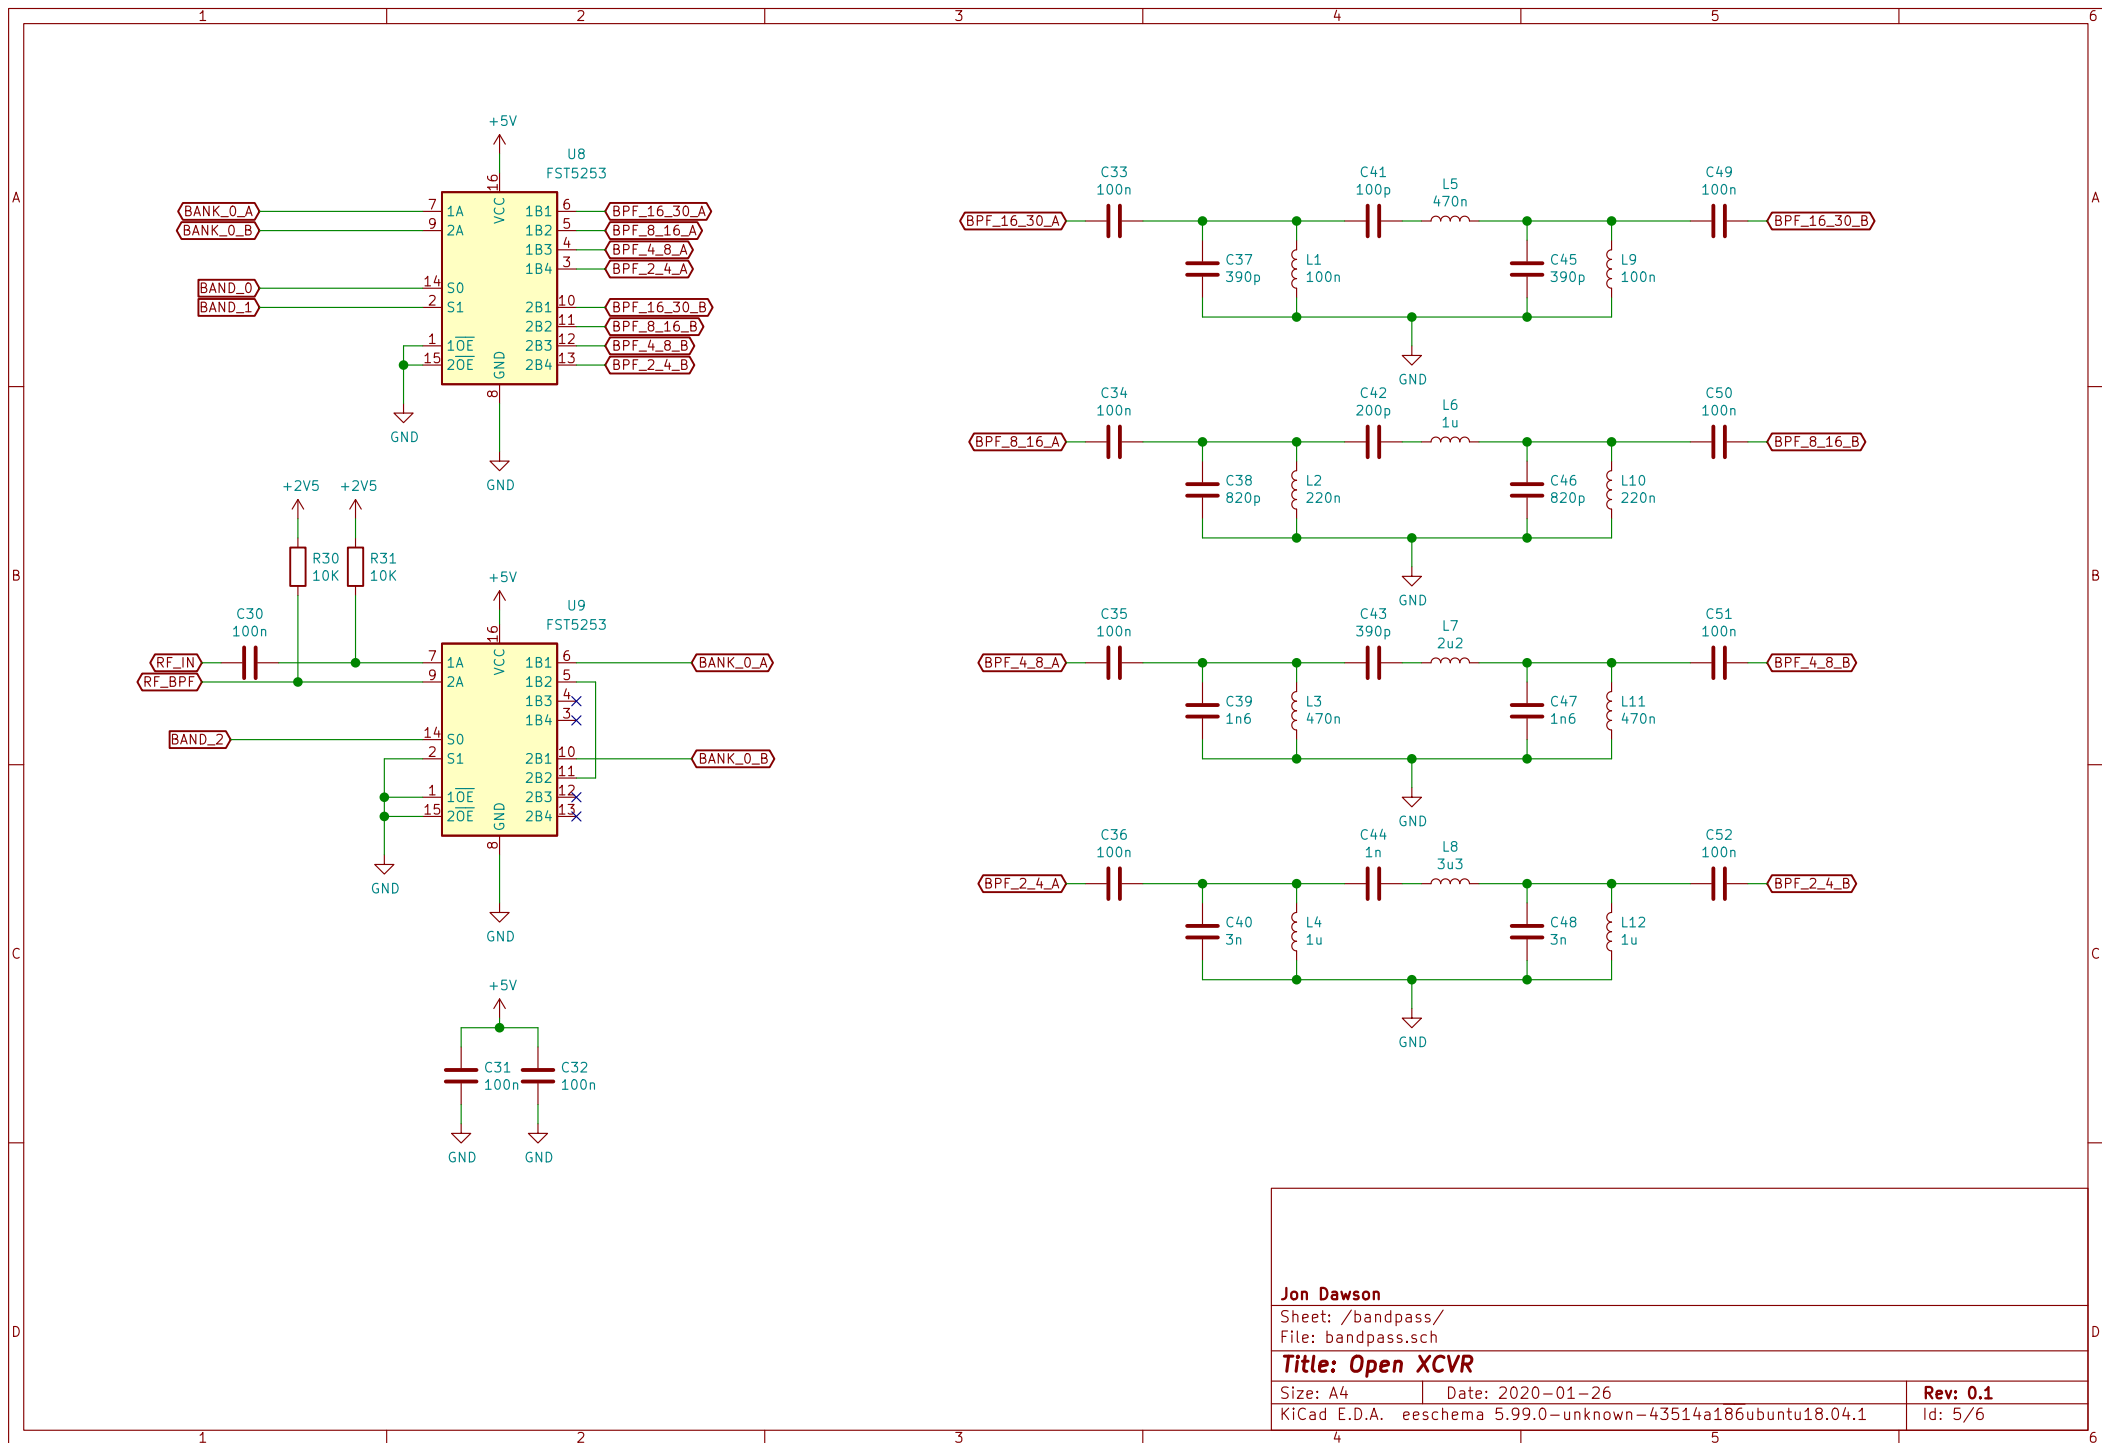 1 2 3 4 5 6
A A
B B
C C
D D
1 2 3 4 5 6
+5V
U8
FST5253
16
VCC
BANK_0_A 7 1A 1B1 6 BPF_16_30_A
BANK_0_B 9 2A 1B2 5 BPF_8_16_A
1B3 4 BPF_4_8_A
1B4 3 BPF_2_4_A
BAND_0 14 S0
BAND_1 2 S1 2B1 10 BPF_16_30_B
2B2 11 BPF_8_16_B
1 1OE 2B3 12 BPF_4_8_B
15 2OE 2B4 13 BPF_2_4_B
GND
8
GND
GND
+2V5 +2V5
R30 R31
10K 10K
+5V
U9
FST5253
C30
100n
16
VCC
RF_IN 7 1A 1B1 6 BANK_0_A
RF_BPF 9 2A 1B2 5
1B3 4
1B4 3
BAND_2 14 S0
2 S1 2B1 10 BANK_0_B
2B2 11
1 1OE 2B3 12
15 2OE 2B4 13
GND
8
GND
GND
+5V
C31 C32
100n 100n
GND GND
C33 C41 L5 C49
100n 100p 470n 100n
BPF_16_30_A BPF_16_30_B
C37 L1 C45 L9
390p 100n 390p 100n
GND
C34 C42 L6 C50
100n 200p 1u 100n
BPF_8_16_A BPF_8_16_B
C38 L2 C46 L10
820p 220n 820p 220n
GND
C35 C43 L7 C51
100n 390p 2u2 100n
BPF_4_8_A BPF_4_8_B
C39 L3 C47 L11
1n6 470n 1n6 470n
GND
C36 C44 L8 C52
100n 1n 3u3 100n
BPF_2_4_A BPF_2_4_B
C40 L4 C48 L12
3n 1u 3n 1u
GND
Jon Dawson
Sheet: /bandpass/
File: bandpass.sch
Title: Open XCVR
Size: A4 Date: 2020-01-26 Rev: 0.1
KiCad E.D.A. eeschema 5.99.0-unknown-43514a186ubuntu18.04.1 Id: 5/6